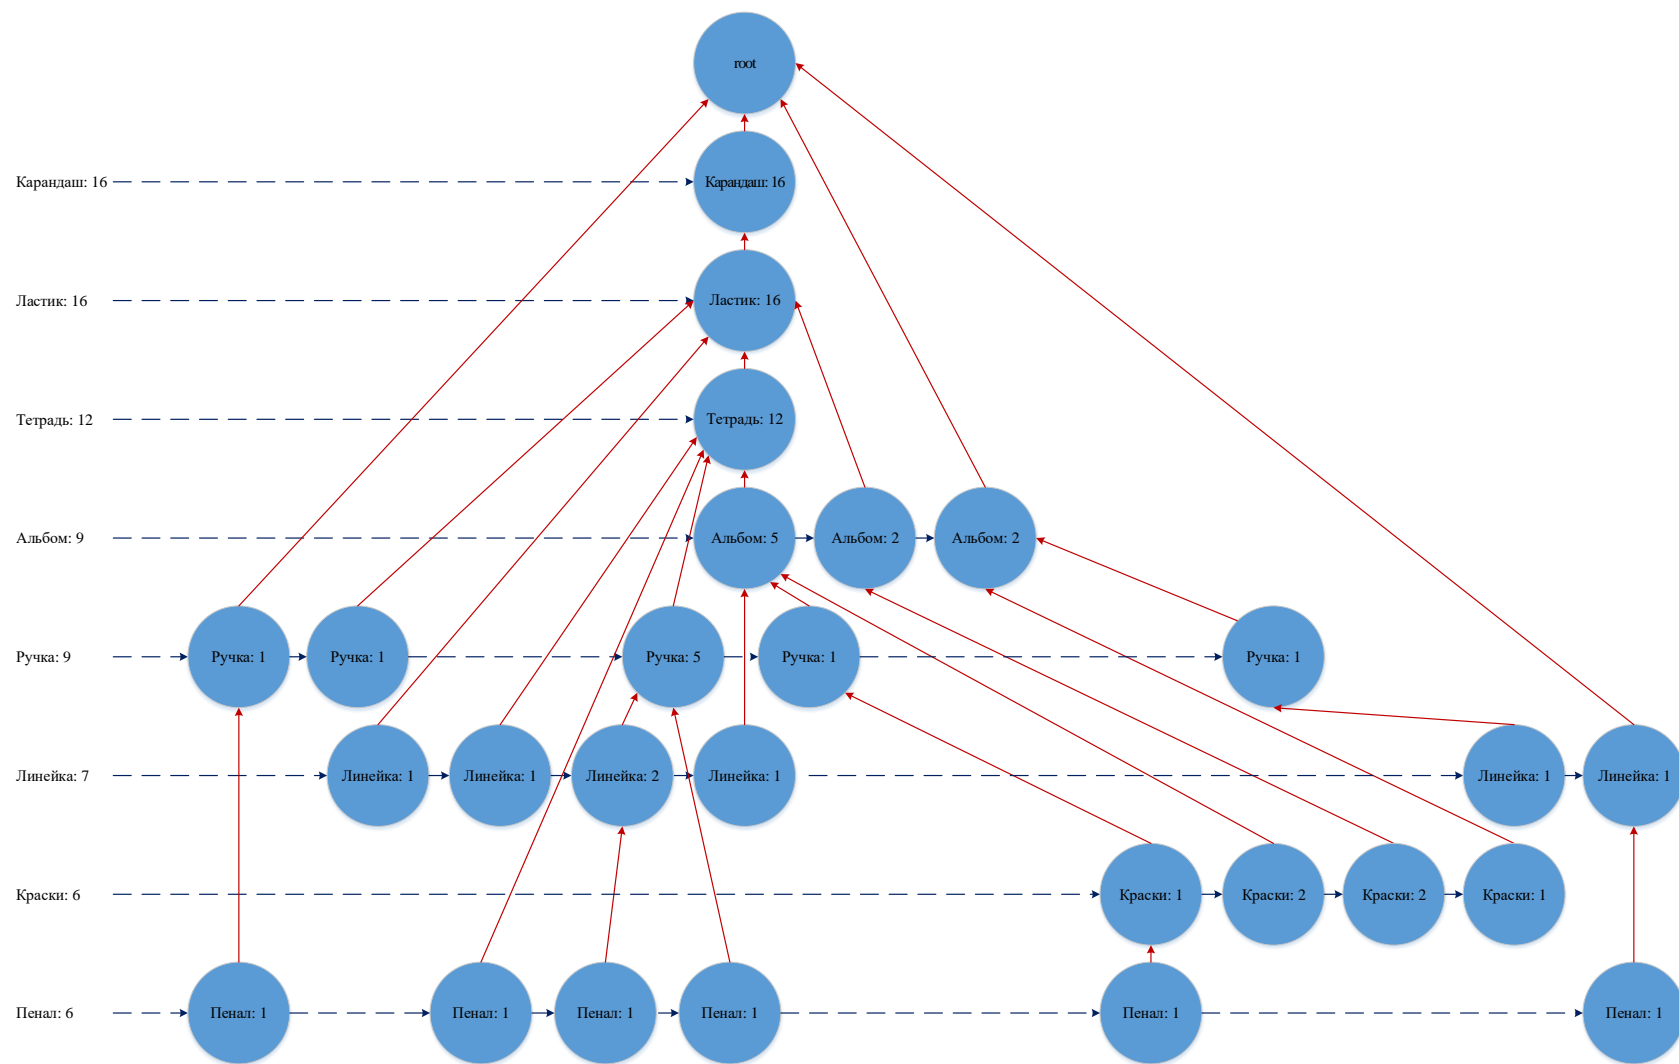 root
Карандаш: 16 Карандаш: 16
Ластик: 16 Ластик: 16
Тетрадь: 12 Тетрадь: 12
Альбом: 9 Альбом: 5 Альбом: 2 Альбом: 2
Ручка: 9 Ручка: 1 Ручка: 1 Ручка: 5 Ручка: 1 Ручка: 1
Линейка: 7 Линейка: 1 Линейка: 1 Линейка: 2 Линейка: 1 Линейка: 1 Линейка: 1
Краски: 6 Краски: 1 Краски: 2 Краски: 2 Краски: 1
Пенал: 6 Пенал: 1 Пенал: 1 Пенал: 1 Пенал: 1 Пенал: 1 Пенал: 1